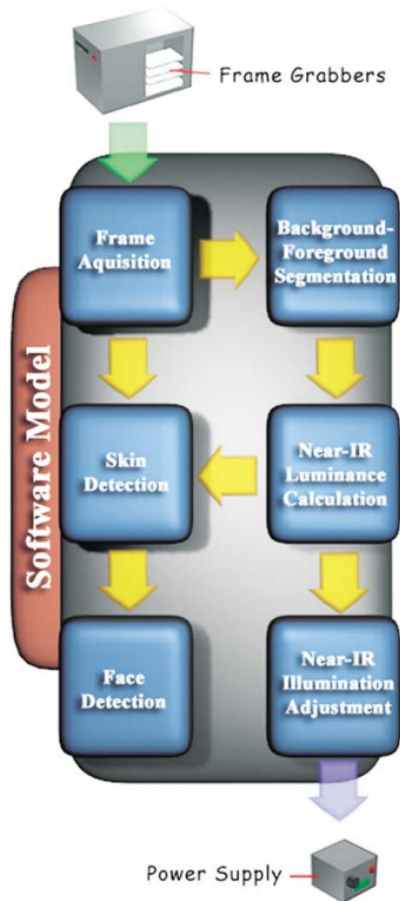 Frame Grabbers
Frame
Aquisition
Background-
Foreground
Segmentation
Software Model
Skin
Detection
Near-IR
Luminance
Calculation
Face
Detection
Near-IR
Illumination
Adjustment
Power Supply